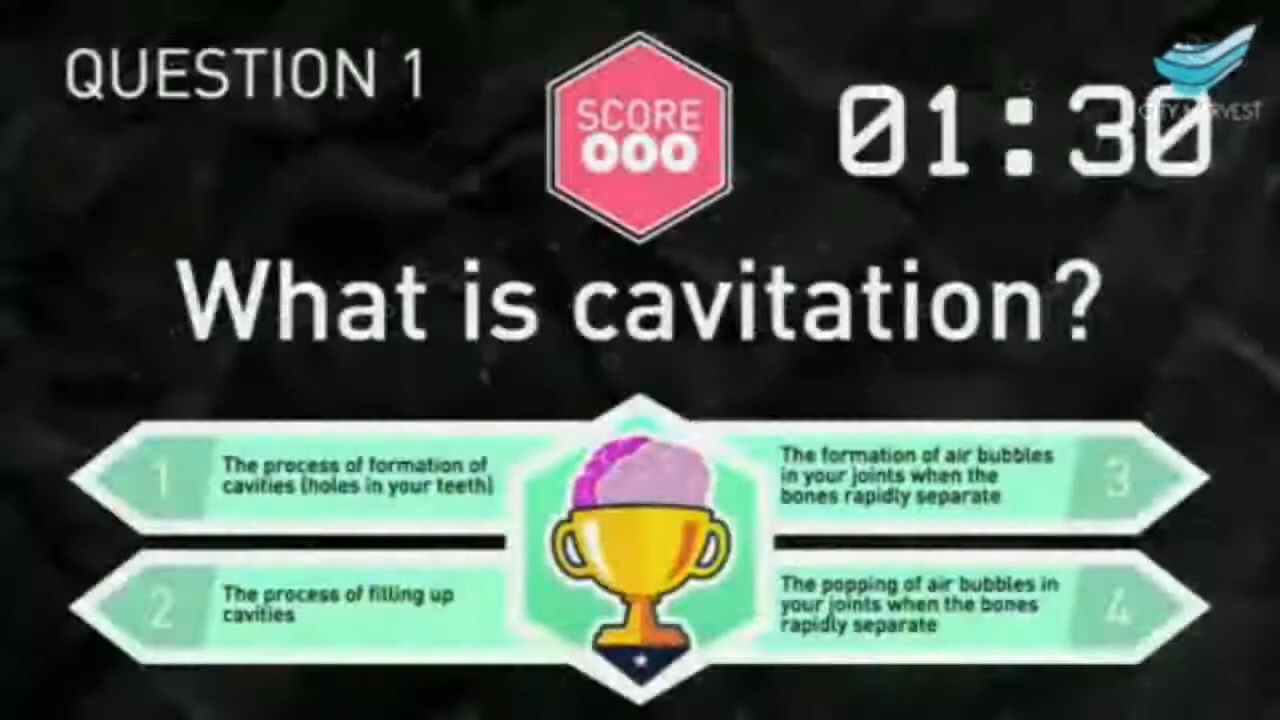 QUESTION 1
SCORE
000
01:30
CITY HARVEST
What is cavitation?
1
The process of formation of
cavities (holes in your teeth)
2
The process of filling up
cavities
3
The formation of air bubbles
in your joints when the
bones rapidly separate
4
The popping of air bubbles in
your joints when the bones
rapidly separate